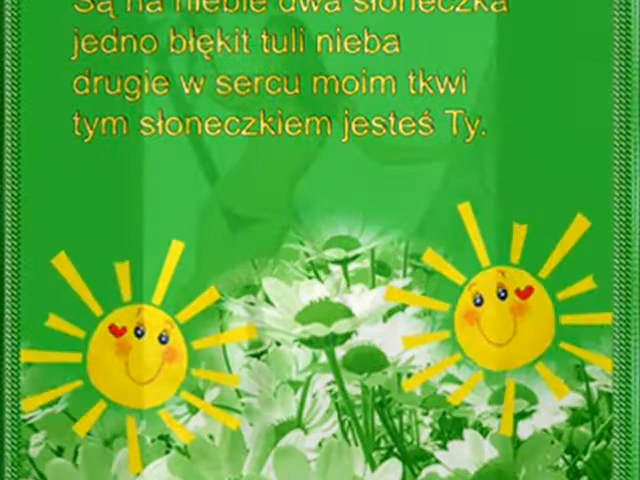 Są na niebie dwa słoneczka
jedno błękit tuli nieba
drugie w sercu moim tkwi
tym słoneczkiem jesteś Ty.